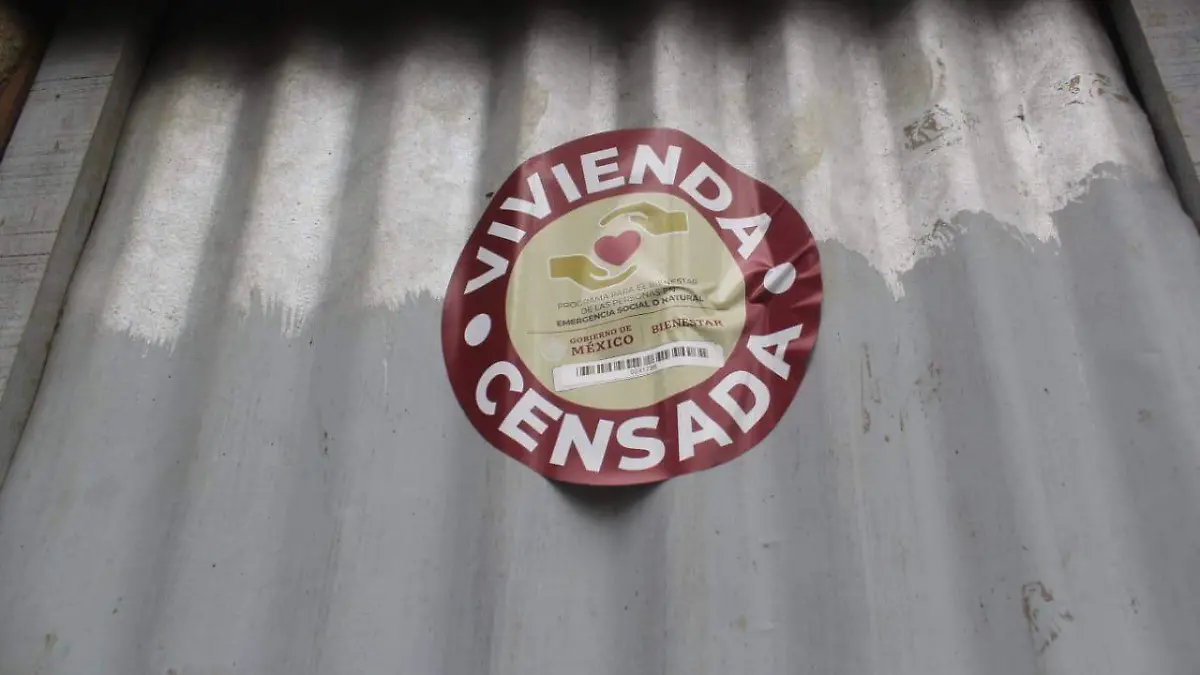 VIVIENDA
PROGRAMA PARA EL BIENESTAR
DE LAS PERSONAS EN
EMERGENCIA SOCIAL O NATURAL
GOBIERNO DE
MÉXICO
BIENESTAR
CENSADA